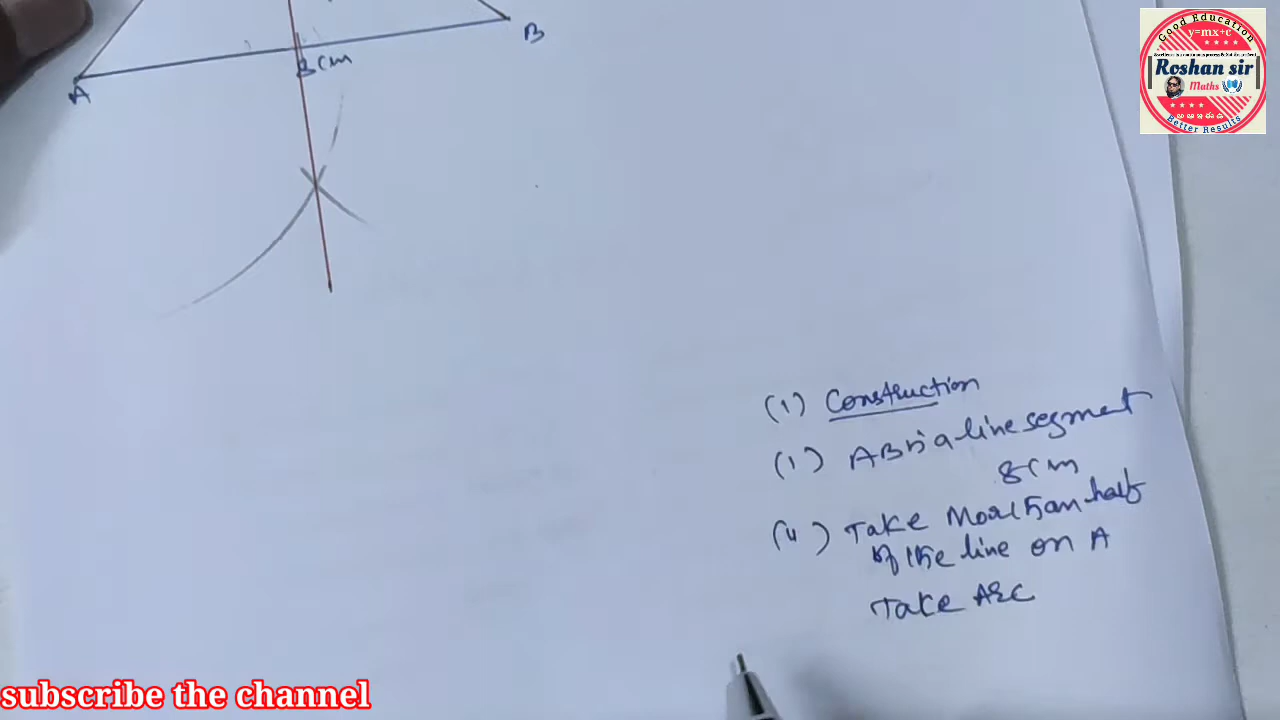 Good Education
y=mx+c
Roshan sir
Maths
Better Results
B
8cm
A
(1) Construction
(1) AB is a line segment
8cm
(ii) Take More than half
of the line on A
Take Arc
subscribe the channel